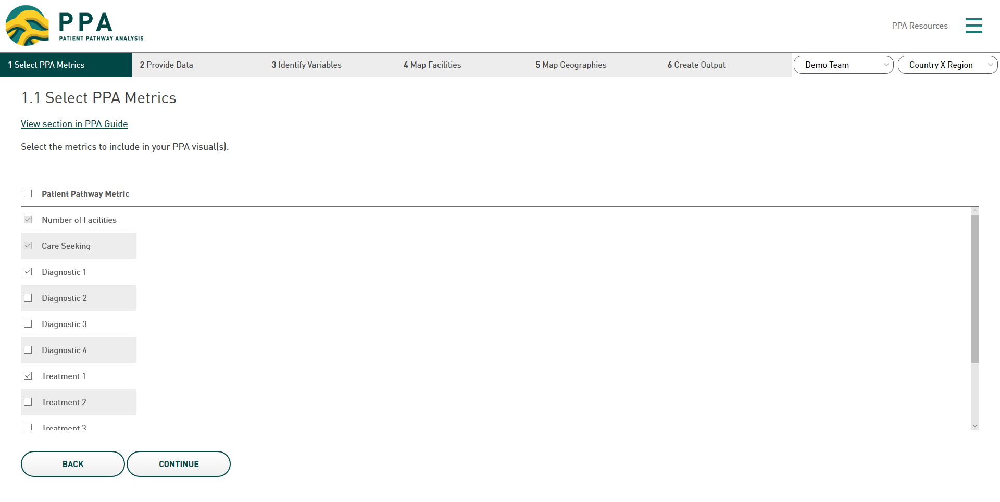 PPA
PATIENT PATHWAY ANALYSIS
PPA Resources
1 Select PPA Metrics
2 Provide Data
3 Identify Variables
4 Map Facilities
5 Map Geographies
6 Create Output
Demo Team
Country X Region
1.1 Select PPA Metrics
View section in PPA Guide
Select the metrics to include in your PPA visual(s).
Patient Pathway Metric
Number of Facilities
Care Seeking
Diagnostic 1
Diagnostic 2
Diagnostic 3
Diagnostic 4
Treatment 1
Treatment 2
Treatment 3
BACK
CONTINUE